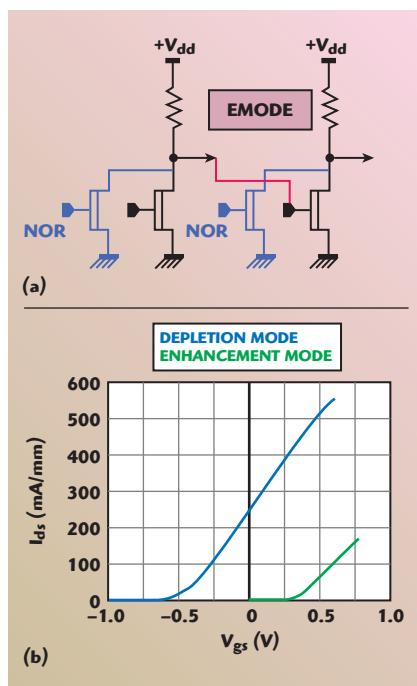 +Vdd +Vdd
EMODE
NOR NOR
(a)
DEPLETION MODE
ENHANCEMENT MODE
600
500
400
300
200
100
0
Ids (mA/mm)
–1.0 –0.5 0 0.5 1.0
Vgs (V)
(b)